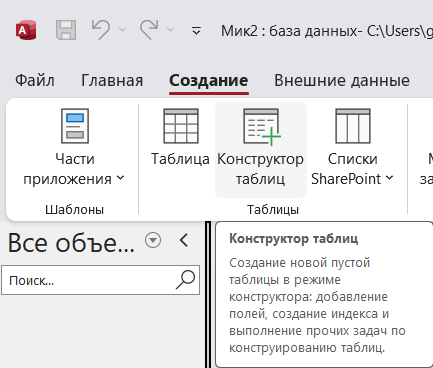 A
Мик2 : база данных- C:\Users\g
Файл Главная Создание Внешние данные
Части приложения
Таблица
Конструктор таблиц
Списки SharePoint
Шаблоны
Таблицы
Все объе...
Поиск...
Конструктор таблиц
Создание новой пустой
таблицы в режиме
конструктора: добавление
полей, создание индекса и
выполнение прочих задач по
конструированию таблиц.